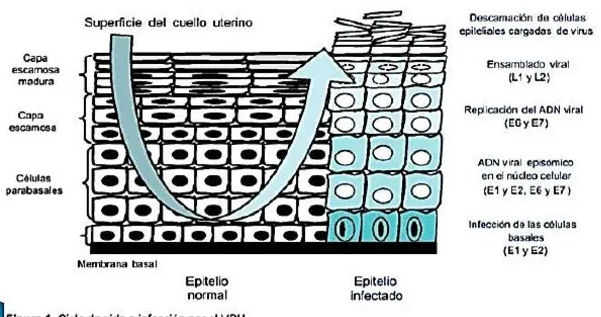 Superficie del cuello uterino
Capa
escamosa
madura
Capa
escamosa
Células
parabasales
Membrana basal
Epitelio
normal
Epitelio
infectado
Descamación de células
epiteliales cargadas de virus
Ensamblado viral
(L1 y L2)
Replicación del ADN viral
(E6 y E7)
ADN viral episómico
en el núcleo celular
(E1 y E2, E6 y E7 )
Infección de las células
basales
(E1 y E2)